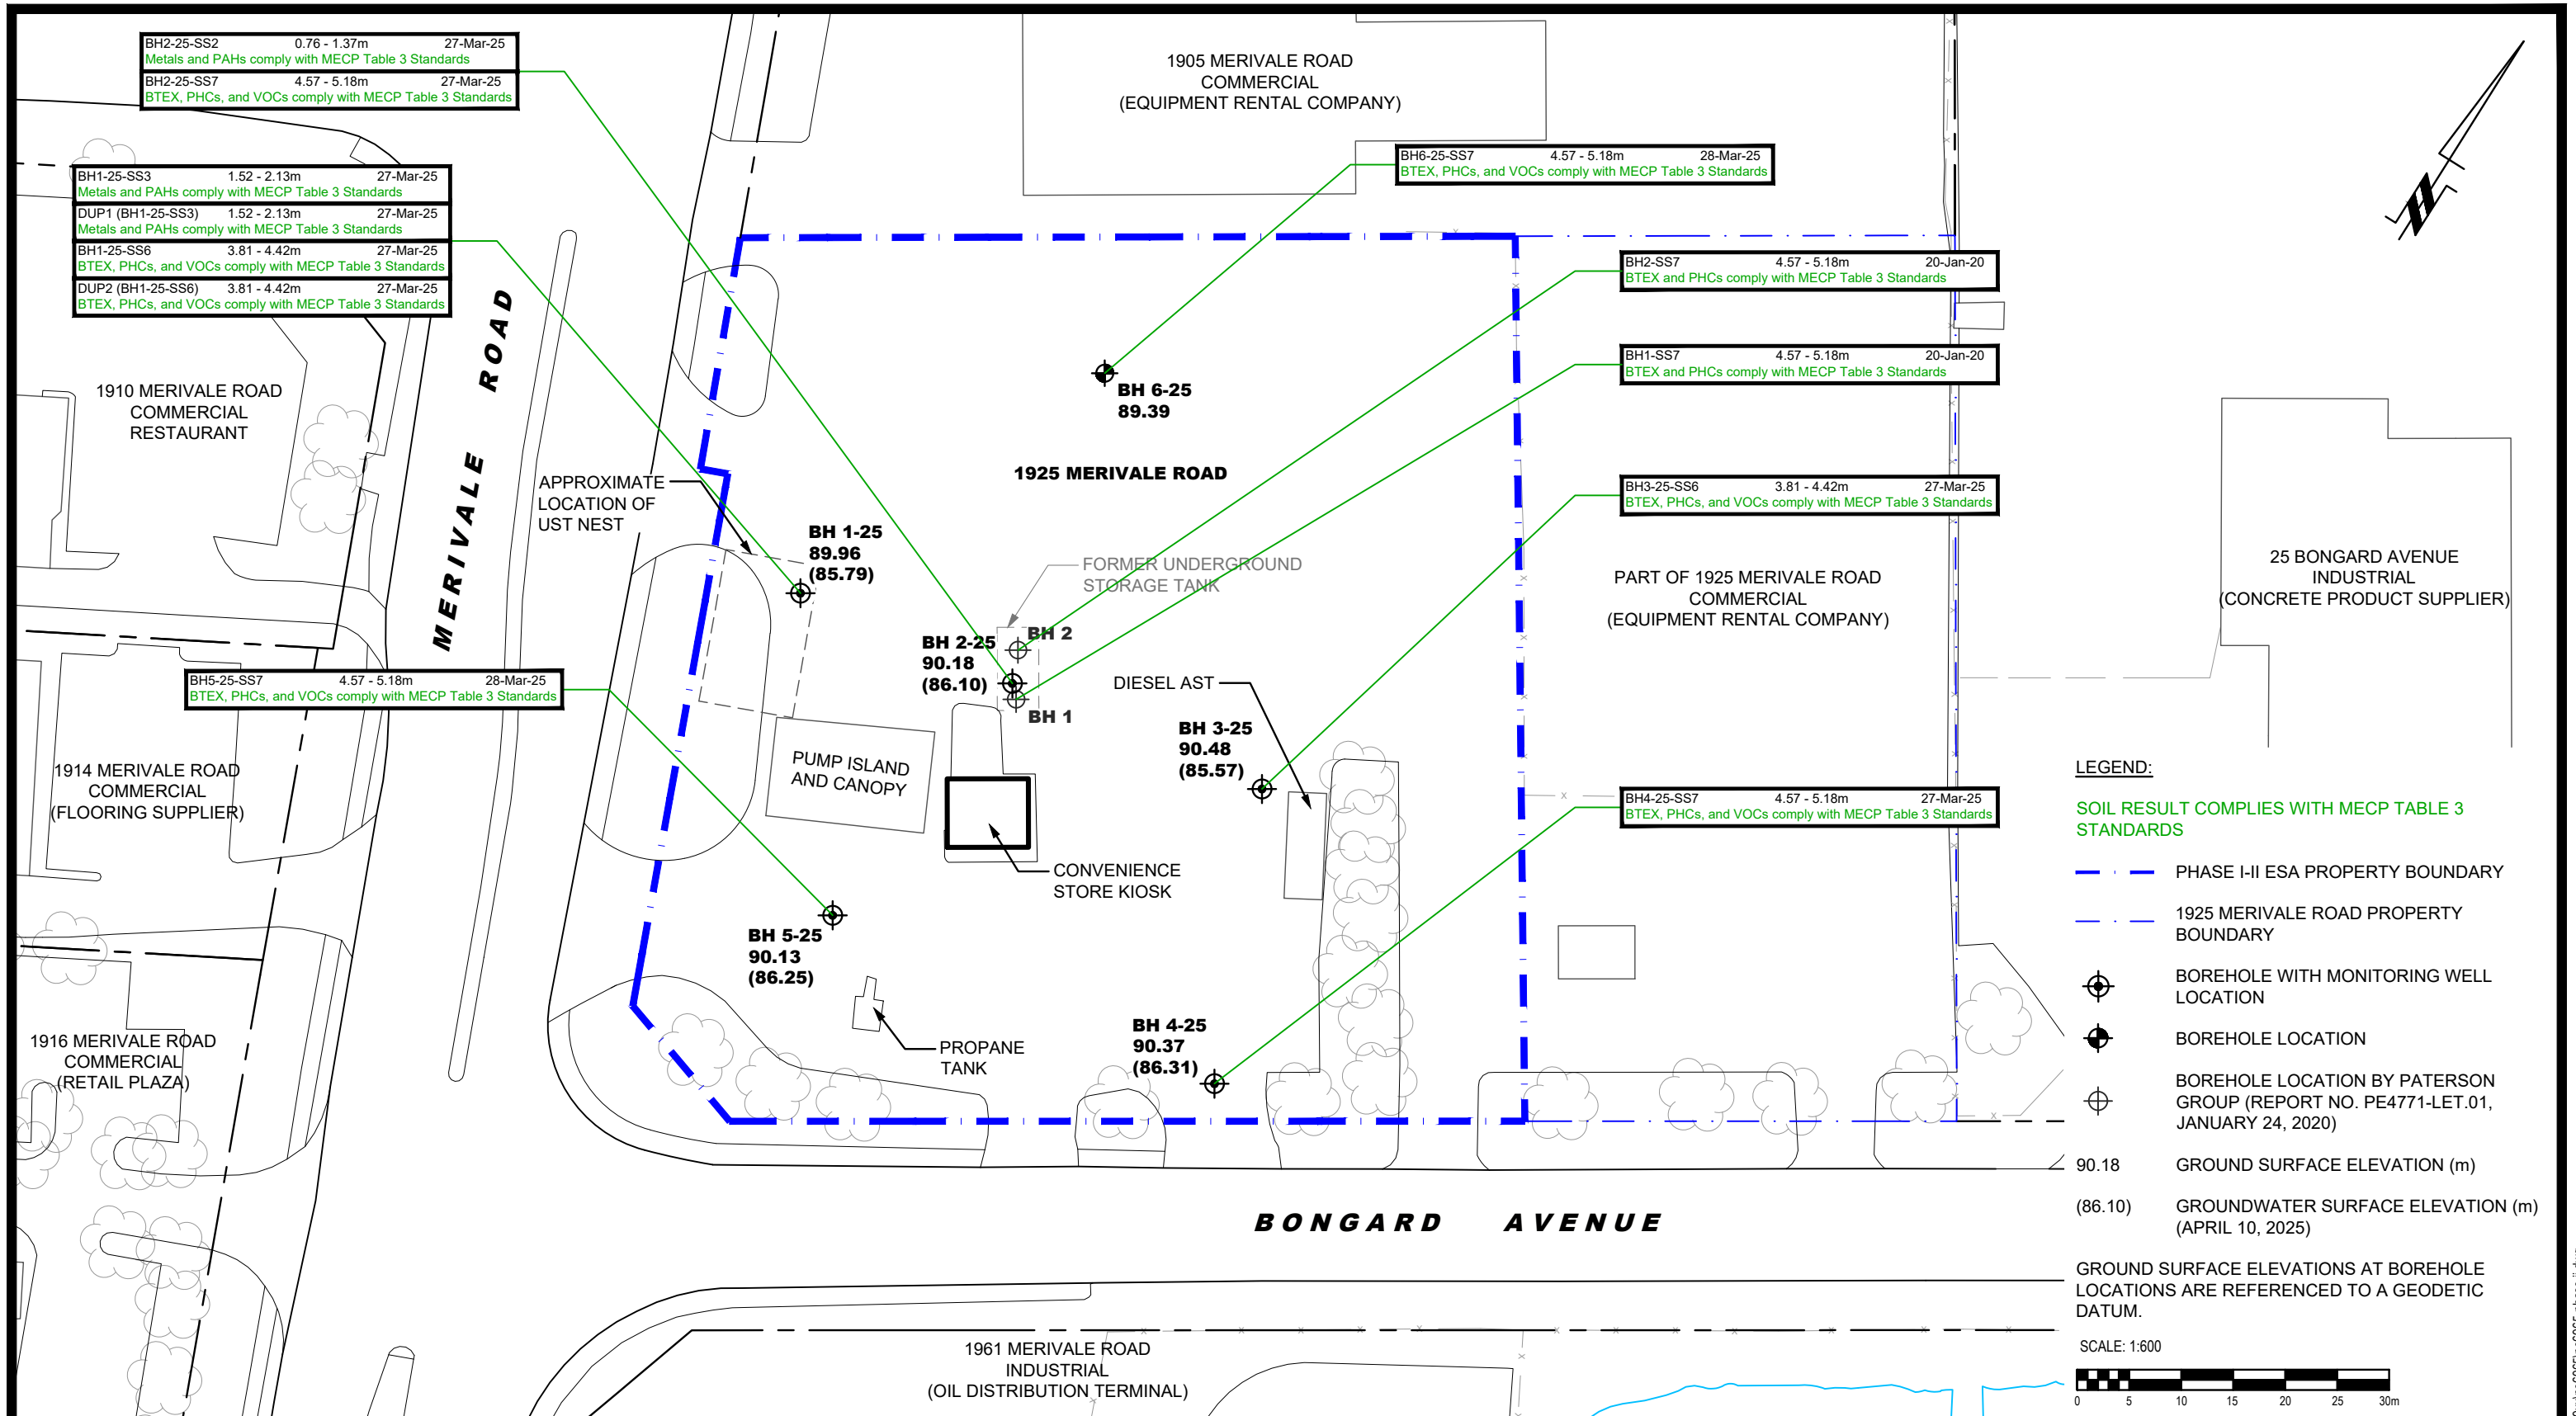 BH2-25-SS2 0.76 - 1.37m 27-Mar-25
Metals and PAHs comply with MECP Table 3 Standards
BH2-25-SS7 4.57 - 5.18m 27-Mar-25
BTEX, PHCs, and VOCs comply with MECP Table 3 Standards
1905 MERIVALE ROAD
COMMERCIAL
(EQUIPMENT RENTAL COMPANY)
BH6-25-SS7 4.57 - 5.18m 28-Mar-25
BTEX, PHCs, and VOCs comply with MECP Table 3 Standards
BH1-25-SS3 1.52 - 2.13m 27-Mar-25
Metals and PAHs comply with MECP Table 3 Standards
DUP1 (BH1-25-SS3) 1.52 - 2.13m 27-Mar-25
Metals and PAHs comply with MECP Table 3 Standards
BH1-25-SS6 3.81 - 4.42m 27-Mar-25
BTEX, PHCs, and VOCs comply with MECP Table 3 Standards
DUP2 (BH1-25-SS6) 3.81 - 4.42m 27-Mar-25
BTEX, PHCs, and VOCs comply with MECP Table 3 Standards
BH2-SS7 4.57 - 5.18m 20-Jan-20
BTEX and PHCs comply with MECP Table 3 Standards
BH1-SS7 4.57 - 5.18m 20-Jan-20
BTEX and PHCs comply with MECP Table 3 Standards
1910 MERIVALE ROAD
COMMERCIAL
RESTAURANT
MERIVALE ROAD
BH 6-25
89.39
1925 MERIVALE ROAD
APPROXIMATE
LOCATION OF
UST NEST
BH3-25-SS6 3.81 - 4.42m 27-Mar-25
BTEX, PHCs, and VOCs comply with MECP Table 3 Standards
BH 1-25
89.96
(85.79)
FORMER UNDERGROUND
STORAGE TANK
PART OF 1925 MERIVALE ROAD
COMMERCIAL
(EQUIPMENT RENTAL COMPANY)
25 BONGARD AVENUE
INDUSTRIAL
(CONCRETE PRODUCT SUPPLIER)
BH 2
BH 2-25
90.18
(86.10)
BH 1
BH5-25-SS7 4.57 - 5.18m 28-Mar-25
BTEX, PHCs, and VOCs comply with MECP Table 3 Standards
DIESEL AST
BH 3-25
90.48
(85.57)
PUMP ISLAND
AND CANOPY
1914 MERIVALE ROAD
COMMERCIAL
(FLOORING SUPPLIER)
BH4-25-SS7 4.57 - 5.18m 27-Mar-25
BTEX, PHCs, and VOCs comply with MECP Table 3 Standards
CONVENIENCE
STORE KIOSK
BH 5-25
90.13
(86.25)
PROPANE
TANK
BH 4-25
90.37
(86.31)
1916 MERIVALE ROAD
COMMERCIAL
(RETAIL PLAZA)
BONGARD AVENUE
1961 MERIVALE ROAD
INDUSTRIAL
(OIL DISTRIBUTION TERMINAL)
LEGEND:
SOIL RESULT COMPLIES WITH MECP TABLE 3
STANDARDS
PHASE I-II ESA PROPERTY BOUNDARY
1925 MERIVALE ROAD PROPERTY
BOUNDARY
BOREHOLE WITH MONITORING WELL
LOCATION
BOREHOLE LOCATION
BOREHOLE LOCATION BY PATERSON
GROUP (REPORT NO. PE4771-LET.01,
JANUARY 24, 2020)
90.18 GROUND SURFACE ELEVATION (m)
(86.10) GROUNDWATER SURFACE ELEVATION (m)
(APRIL 10, 2025)
GROUND SURFACE ELEVATIONS AT BOREHOLE
LOCATIONS ARE REFERENCED TO A GEODETIC
DATUM.
SCALE: 1:600
0 5 10 15 20 25 30m